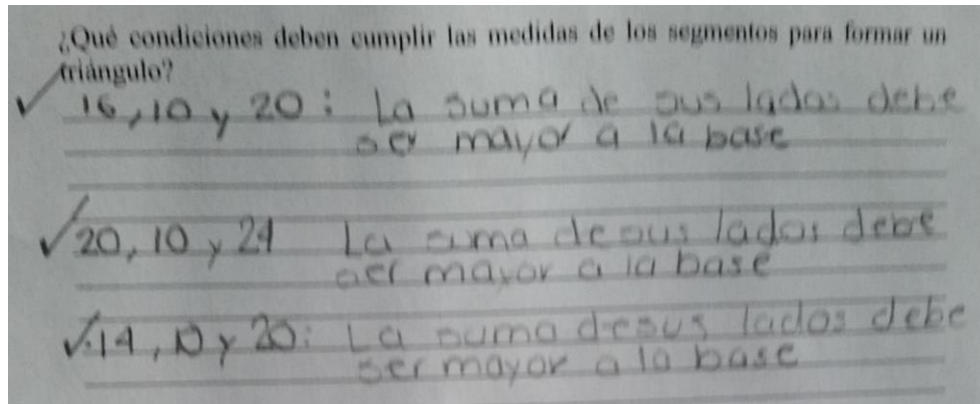 ¿Qué condiciones deben cumplir las medidas de los segmentos para formar un
triángulo?
16, 10 y 20: La suma de sus lados debe
ser mayor a la base
20, 10 y 24 La suma de sus lados debe
ser mayor a la base
14, 10 y 20: La suma de sus lados debe
ser mayor a la base